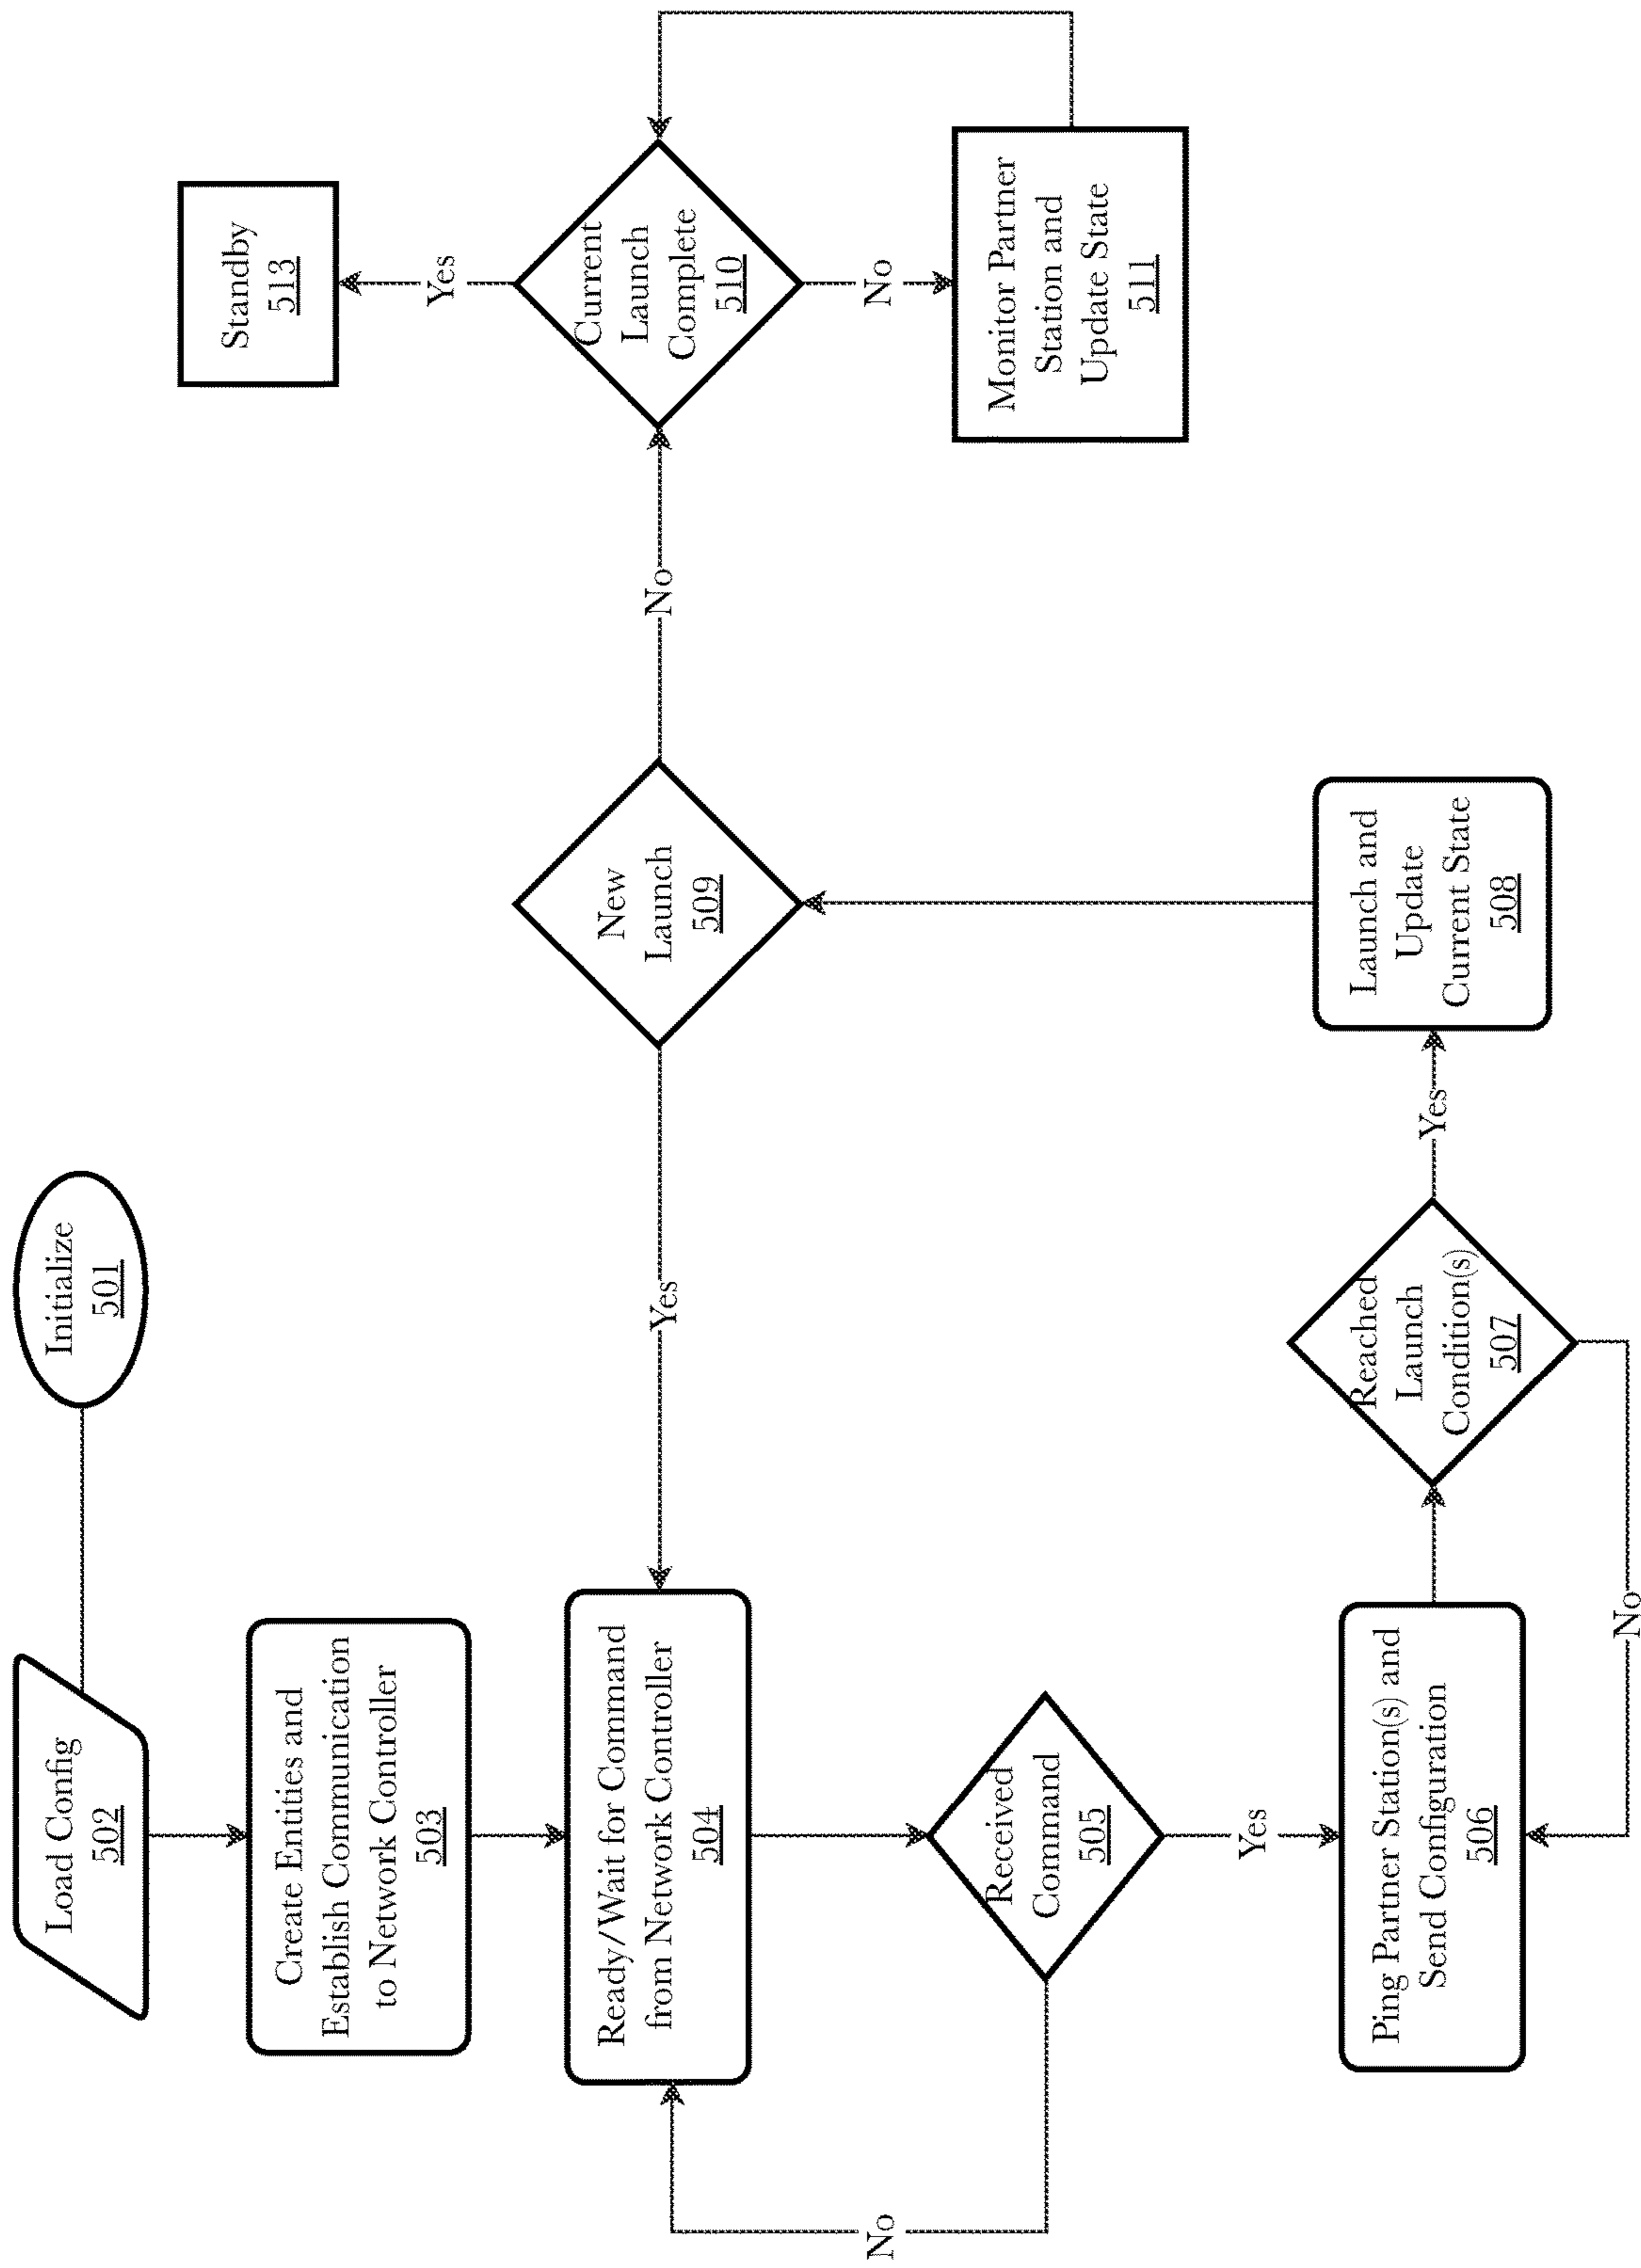 Initialize
501
Load Config
502
Create Entities and
Establish Communication
to Network Controller
503
Ready/Wait for Command
from Network Controller
504
Received
Command
505
No
Yes
Ping Partner Station(s) and
Send Configuration
506
Reached
Launch
Condition(s)
507
No
Yes
Launch and
Update
Current State
508
New
Launch
509
Yes
No
Current
Launch
Complete
510
Yes
No
Standby
513
Monitor Partner
Station and
Update State
511